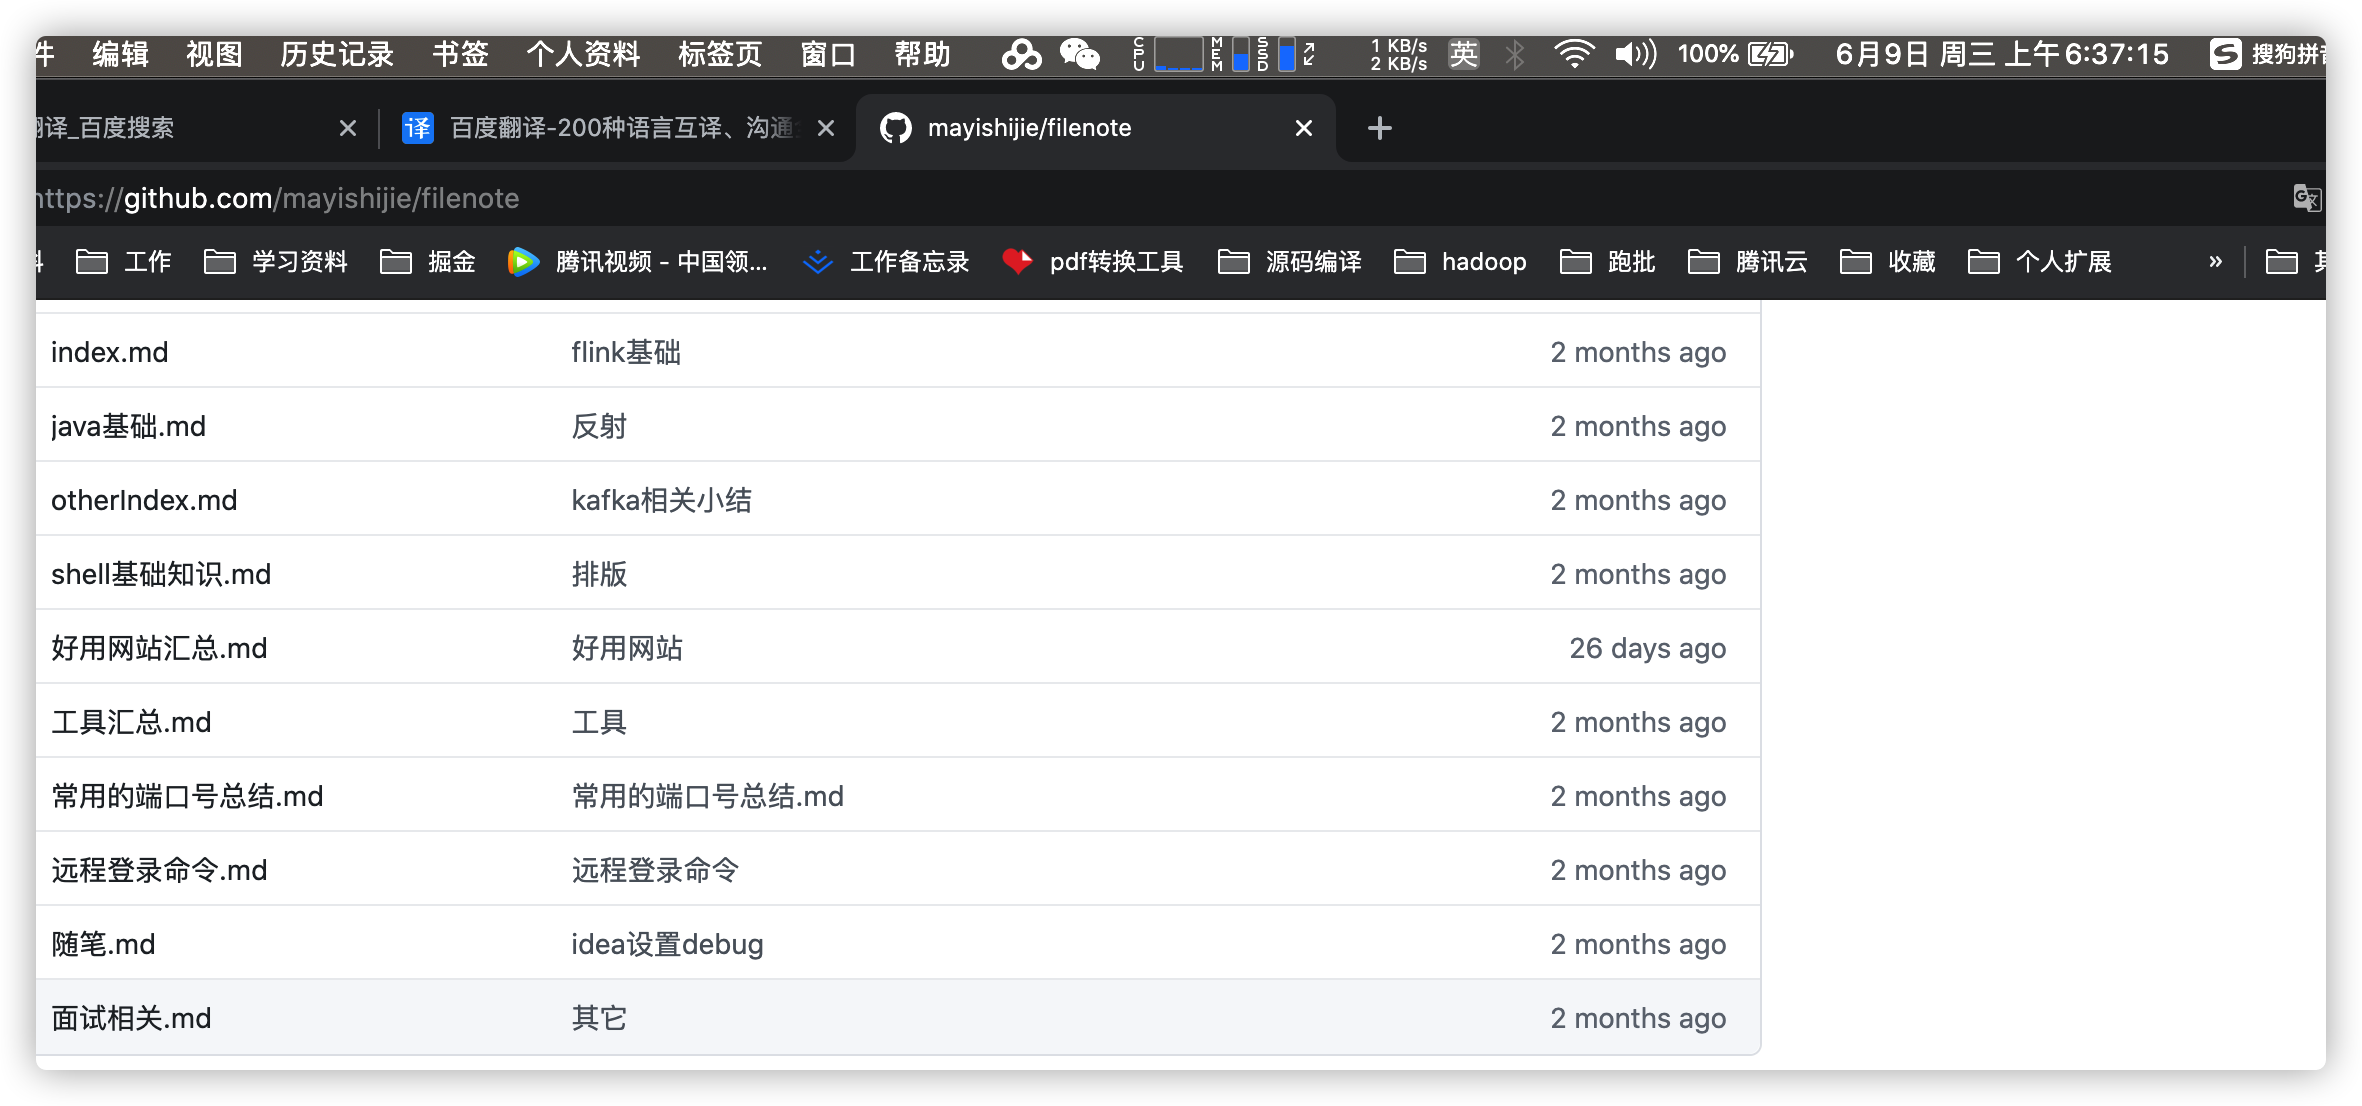 件 编辑 视图 历史记录 书签 个人资料 标签页 窗口 帮助 CPU MEM SSD 1 KB/s 2 KB/s 英 100% 6月9日 周三 上午6:37:15 搜狗拼音
翻译_百度搜索 译 百度翻译-200种语言互译、沟通 mayishijie/filenote
https://github.com/mayishijie/filenote
工作 学习资料 掘金 腾讯视频 - 中国领... 工作备忘录 pdf转换工具 源码编译 hadoop 跑批 腾讯云 收藏 个人扩展 »
index.md flink基础 2 months ago
java基础.md 反射 2 months ago
otherIndex.md kafka相关小结 2 months ago
shell基础知识.md 排版 2 months ago
好用网站汇总.md 好用网站 26 days ago
工具汇总.md 工具 2 months ago
常用的端口号总结.md 常用的端口号总结.md 2 months ago
远程登录命令.md 远程登录命令 2 months ago
随笔.md idea设置debug 2 months ago
面试相关.md 其它 2 months ago